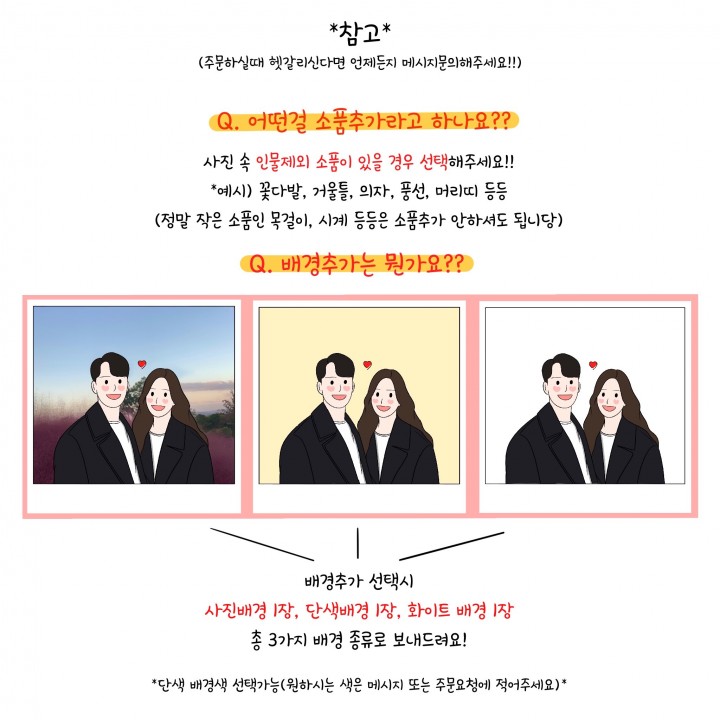 *참고*
(주문하실때 헷갈리신다면 언제든지 메시지문의해주세요!!)
Q. 어떤걸 소품추가라고 하나요??
사진 속 인물제외 소품이 있을 경우 선택해주세요!!
*예시) 꽃다발, 거울틀, 의자, 풍선, 머리띠 등등
(정말 작은 소품인 목걸이, 시계 등등은 소품추가 안하셔도 됩니당)
Q. 배경추가는 뭔가요??
배경추가 선택시
사진배경 1장, 단색배경 1장, 화이트 배경 1장
총 3가지 배경 종류로 보내드려요!
*단색 배경색 선택가능(원하시는 색은 메시지 또는 주문요청에 적어주세요)*